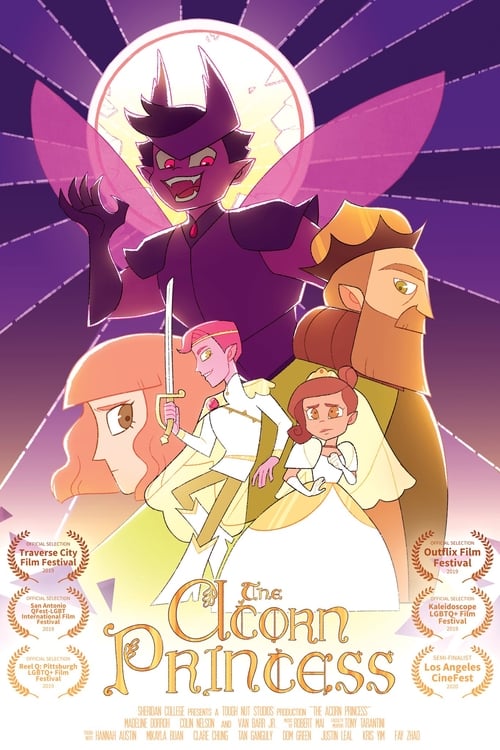 OFFICIAL SELECTION
Traverse City
Film Festival
2019
OFFICIAL SELECTION
San Antonio
QFest-LGBT
International Film
Festival
2019
OFFICIAL SELECTION
Reel Q: Pittsburgh
LGBTQ+ Film
Festival
2019
OFFICIAL SELECTION
Outflix Film
Festival
2019
OFFICIAL SELECTION
Kaleidoscope
LGBTQ+ Film
Festival
2019
SEMI-FINALIST
Los Angeles
CineFest
2020
The
Acorn
Princess
SHERIDAN COLLEGE PRESENTS A TOUGH NUT STUDIOS PRODUCTION "THE ACORN PRINCESS"
MADELINE DORROH COLIN NELSON AND VAN BARR JR. ROBERT MAI TONY TARANTINI
HANNAH AUSTIN MIKAYLA BUAN CLARE CHUNG TAN GANGULY DEM GREEN JUSTIN LEAL KRIS YIM FAY ZHAO